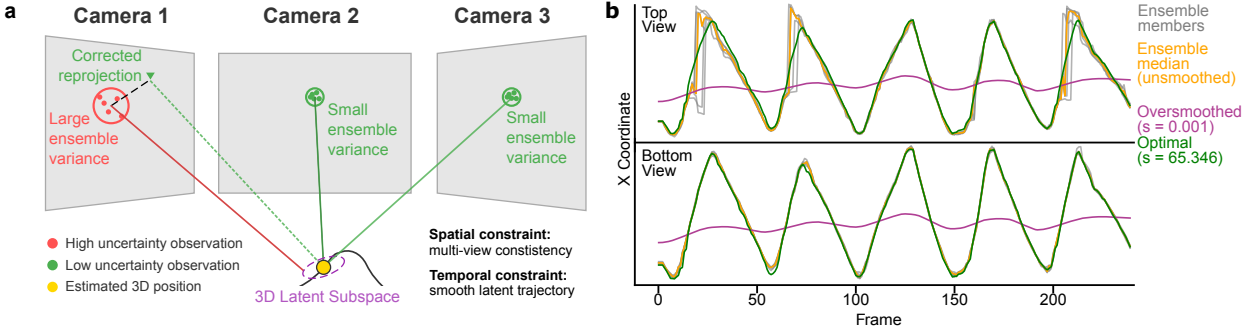 a
Camera 1
Camera 2
Camera 3
Corrected
reprojection
Large
ensemble
variance
Small
ensemble
variance
Small
ensemble
variance
High uncertainty observation
Low uncertainty observation
Estimated 3D position
3D Latent Subspace
Spatial constraint:
multi-view constistency
Temporal constraint:
smooth latent trajectory
b
Top
View
Bottom
View
X Coordinate
0
50
100
150
200
Frame
Ensemble
members
Ensemble
median
(unsmoothed)
Oversmoothed
(s = 0.001)
Optimal
(s = 65.346)